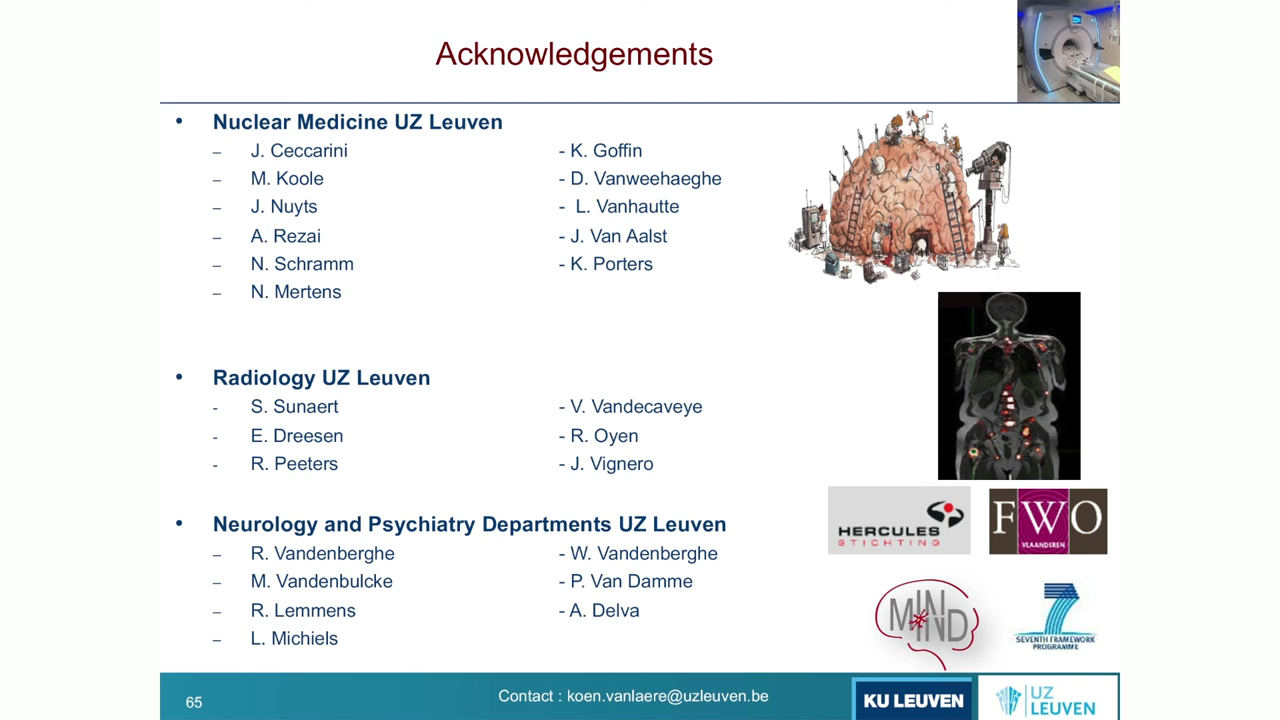 Acknowledgements
• Nuclear Medicine UZ Leuven
– J. Ceccarini - K. Goffin
– M. Koole - D. Vanweehaeghe
– J. Nuyts - L. Vanhautte
– A. Rezai - J. Van Aalst
– N. Schramm - K. Porters
– N. Mertens
• Radiology UZ Leuven
- S. Sunaert - V. Vandecaveye
- E. Dreesen - R. Oyen
- R. Peeters - J. Vignero
• Neurology and Psychiatry Departments UZ Leuven
– R. Vandenberghe - W. Vandenberghe
– M. Vandenbulcke - P. Van Damme
– R. Lemmens - A. Delva
– L. Michiels
HERCULES
STICHTING
FWO
VLAANDEREN
MIND
7
SEVENTH FRAMEWORK
PROGRAMME
65
Contact : koen.vanlaere@uzleuven.be
KU LEUVEN
UZ
LEUVEN